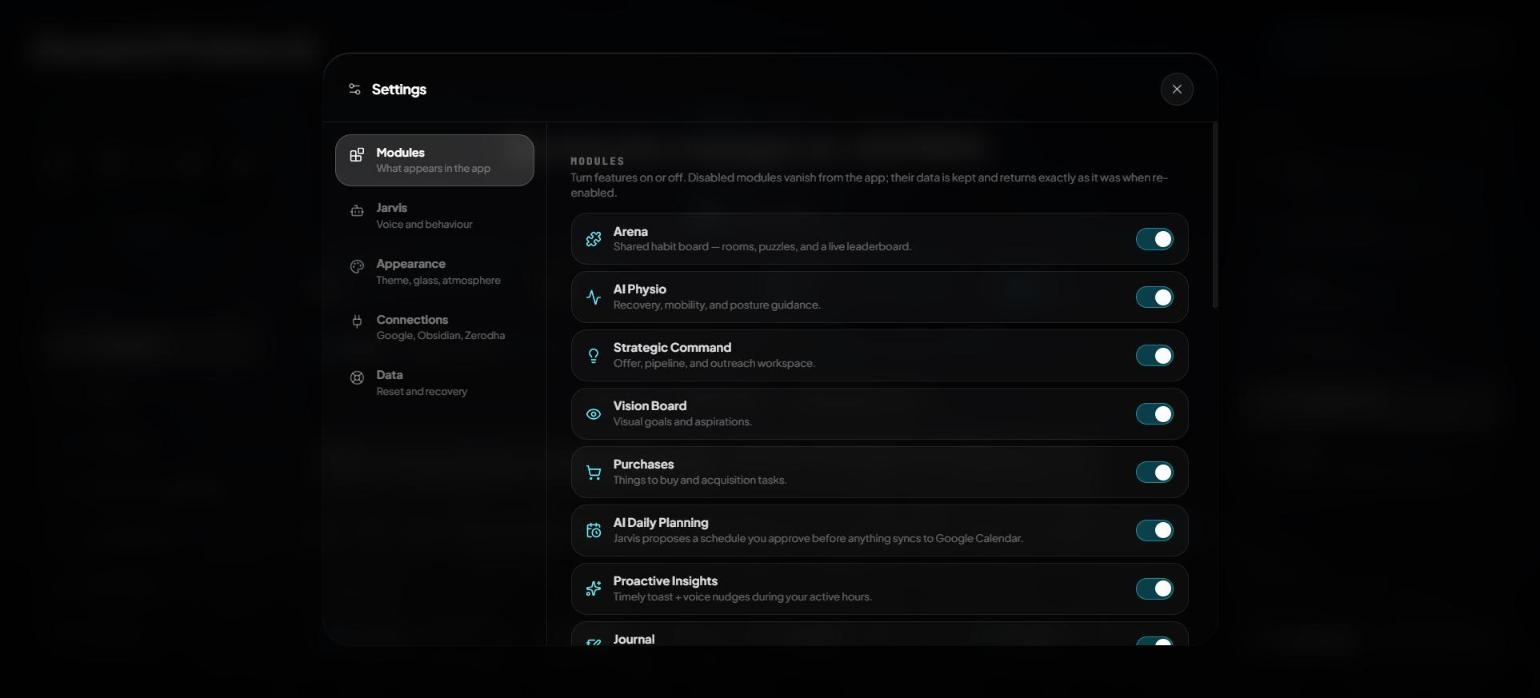 Settings
Modules
What appears in the app
Jarvis
Voice and behaviour
Appearance
Theme, glass, atmosphere
Connections
Google, Obsidian, Zerodha
Data
Reset and recovery
MODULES
Turn features on or off. Disabled modules vanish from the app; their data is kept and returns exactly as it was when re-
enabled.
Arena
Shared habit board — rooms, puzzles, and a live leaderboard.
AI Physio
Recovery, mobility, and posture guidance.
Strategic Command
Offer, pipeline, and outreach workspace.
Vision Board
Visual goals and aspirations.
Purchases
Things to buy and acquisition tasks.
AI Daily Planning
Jarvis proposes a schedule you approve before anything syncs to Google Calendar.
Proactive Insights
Timely toast + voice nudges during your active hours.
Journal